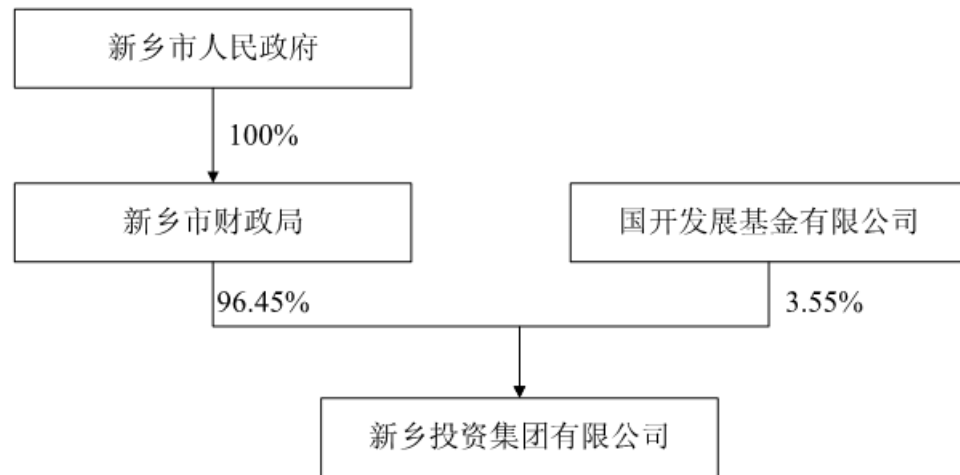 新乡市人民政府
100%
新乡市财政局
国开发展基金有限公司
96.45%
3.55%
新乡投资集团有限公司